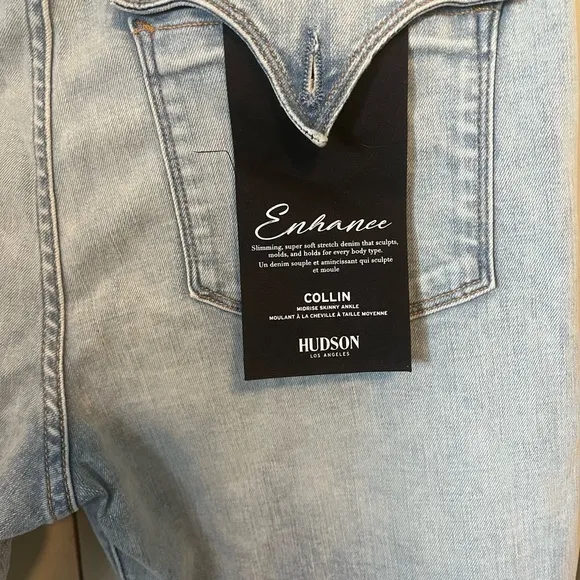 Enhance
Slimming, super soft stretch denim that sculpts,
molds, and holds for every body type.
Un denim souple et amincissant qui sculpte
et moule
COLLIN
MIDRISE SKINNY ANKLE
MOULANT À LA CHEVILLE À TAILLE MOYENNE
HUDSON
LOS ANGELES